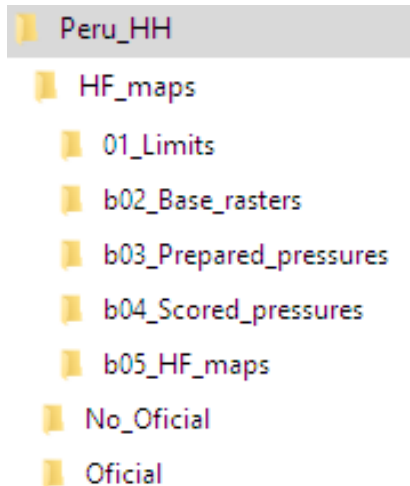 Peru_HH
HF_maps
01_Limits
b02_Base_rasters
b03_Prepared_pressures
b04_Scored_pressures
b05_HF_maps
No_Oficial
Oficial